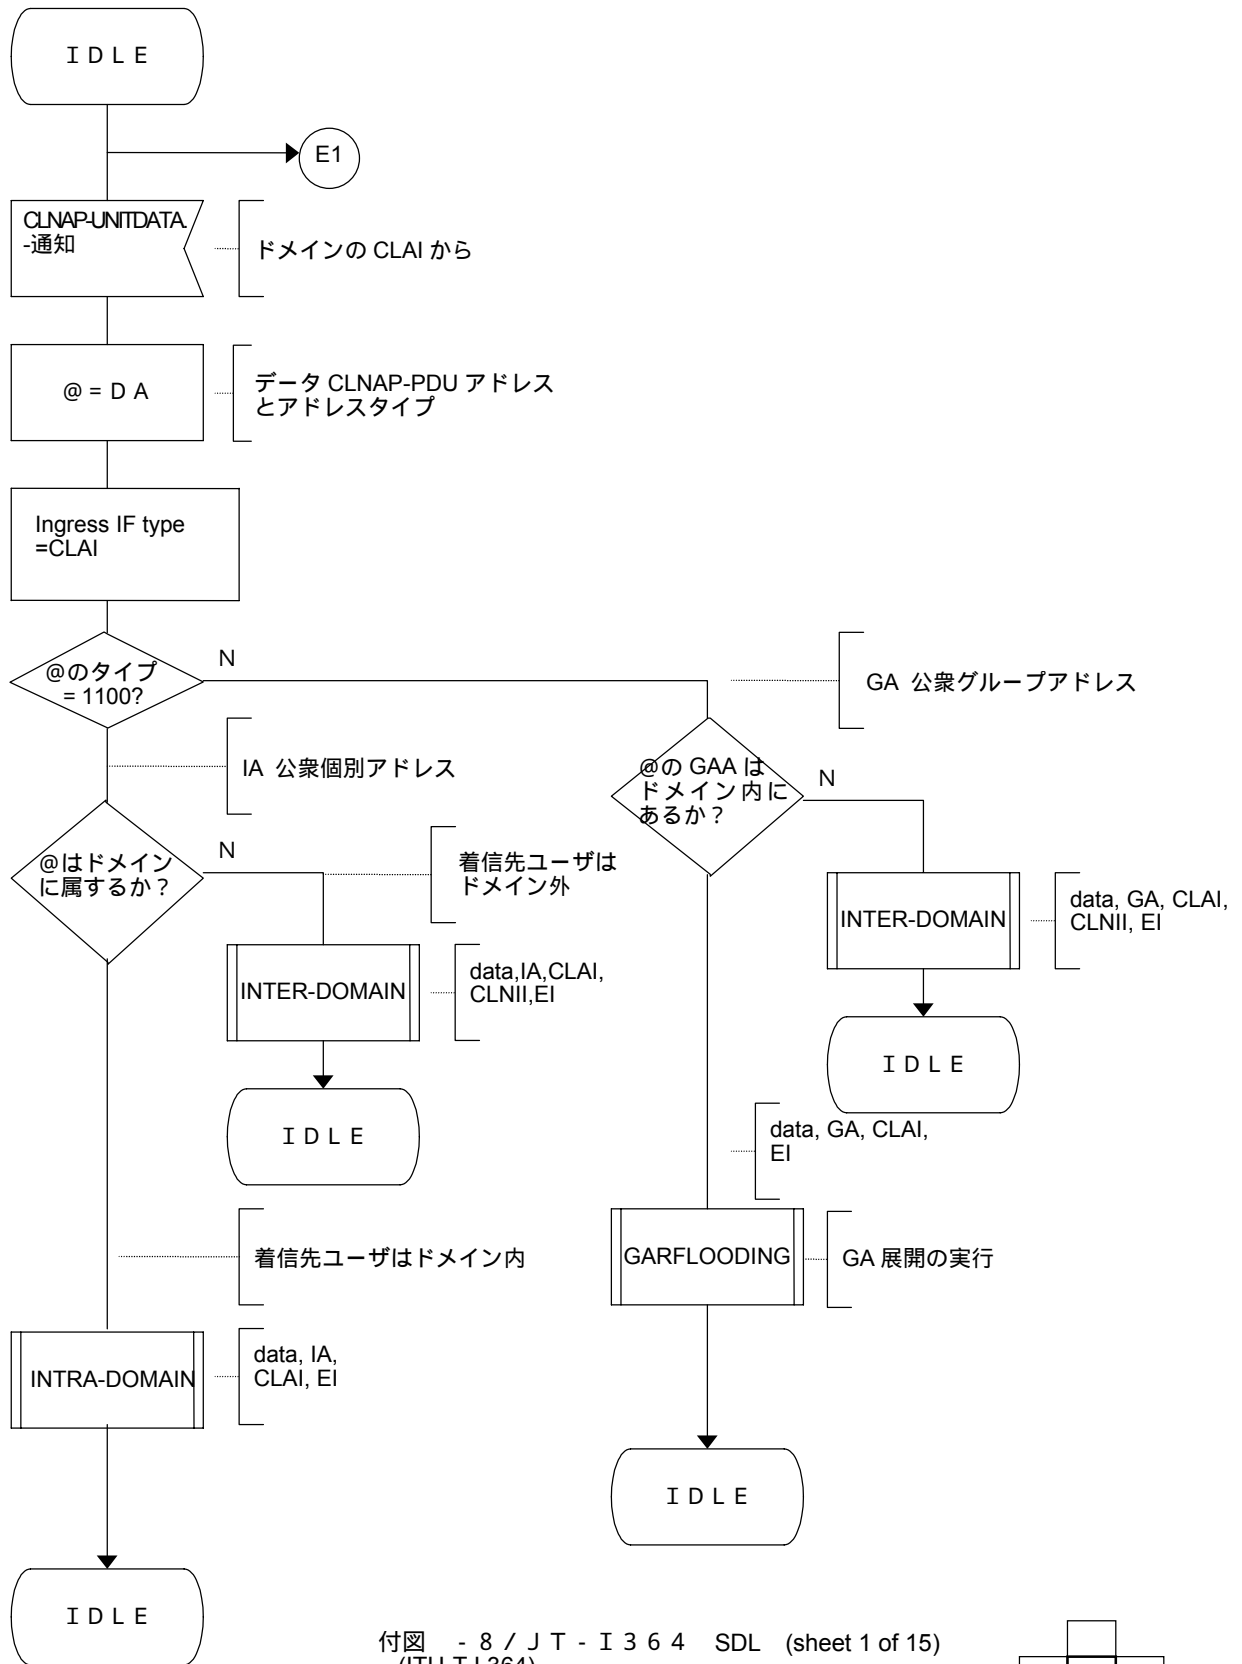 ＩＤＬＥ
E1
CLNAP-UNITDATA.
-通知
ドメインの CLAI から
@ = D A
データ CLNAP-PDU アドレス
とアドレスタイプ
Ingress IF type
=CLAI
@のタイプ
= 1100?
N
GA 公衆グループアドレス
IA 公衆個別アドレス
@の GAA は
ドメイン内に
あるか？
N
@はドメイン
に属するか？
N
着信先ユーザは
ドメイン外
INTER-DOMAIN
data, GA, CLAI,
CLNII, EI
INTER-DOMAIN
data,IA,CLAI,
CLNII,EI
ＩＤＬＥ
ＩＤＬＥ
data, GA, CLAI,
EI
着信先ユーザはドメイン内
GARFLOODING
GA 展開の実行
INTRA-DOMAIN
data, IA,
CLAI, EI
ＩＤＬＥ
ＩＤＬＥ
付図 - ８／ＪＴ - Ｉ３６４ SDL (sheet 1 of 15)
(ITU-T I.364)